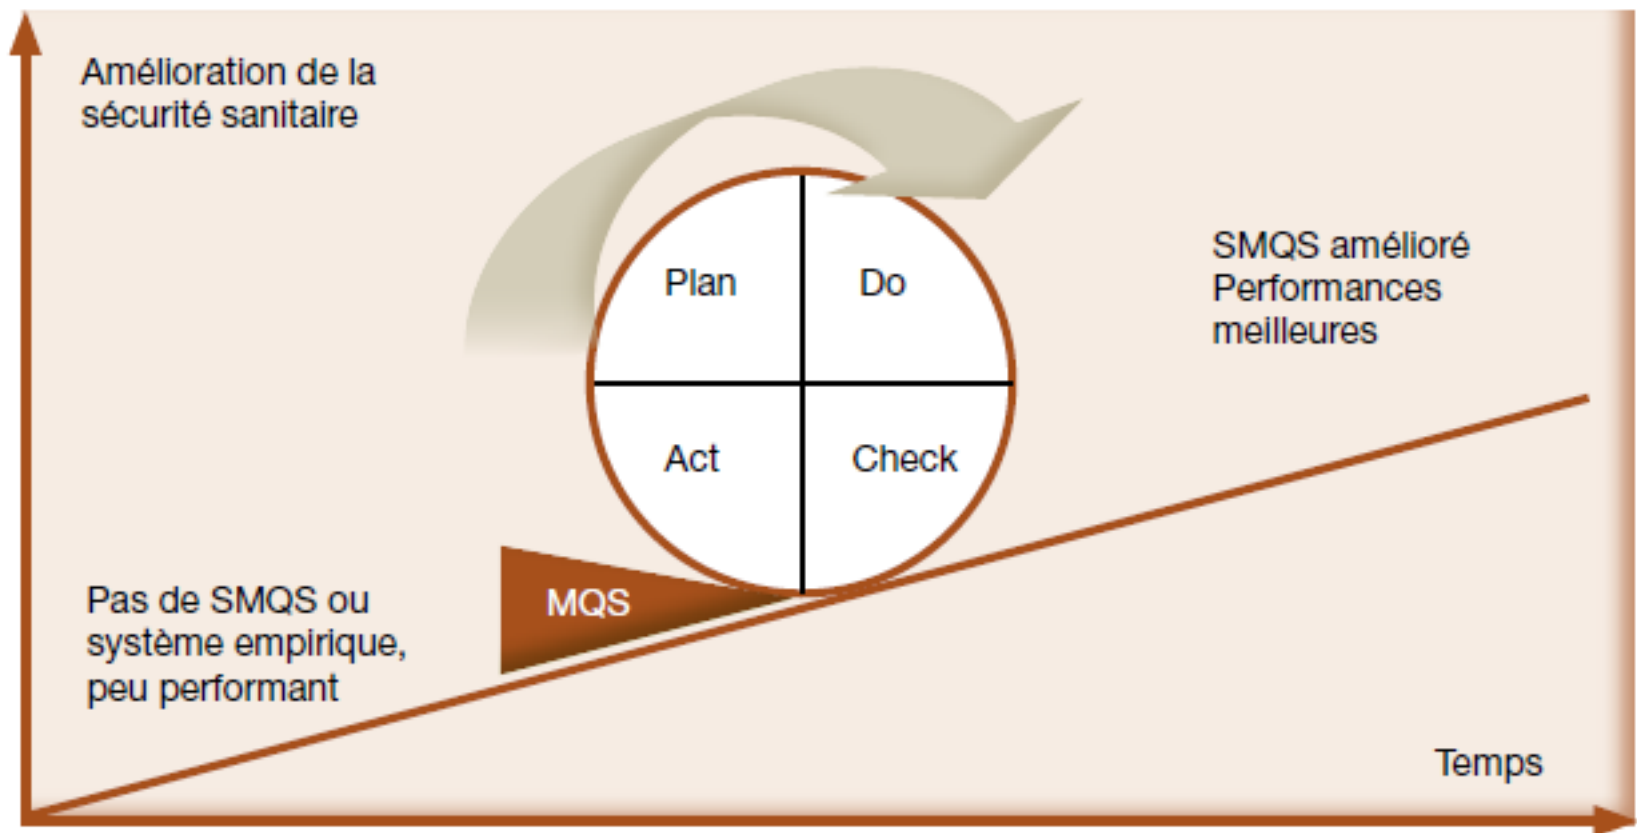 Amélioration de la
sécurité sanitaire
Plan
Do
SMQS amélioré
Performances
meilleures
Act
Check
MQS
Pas de SMQS ou
système empirique,
peu performant
Temps